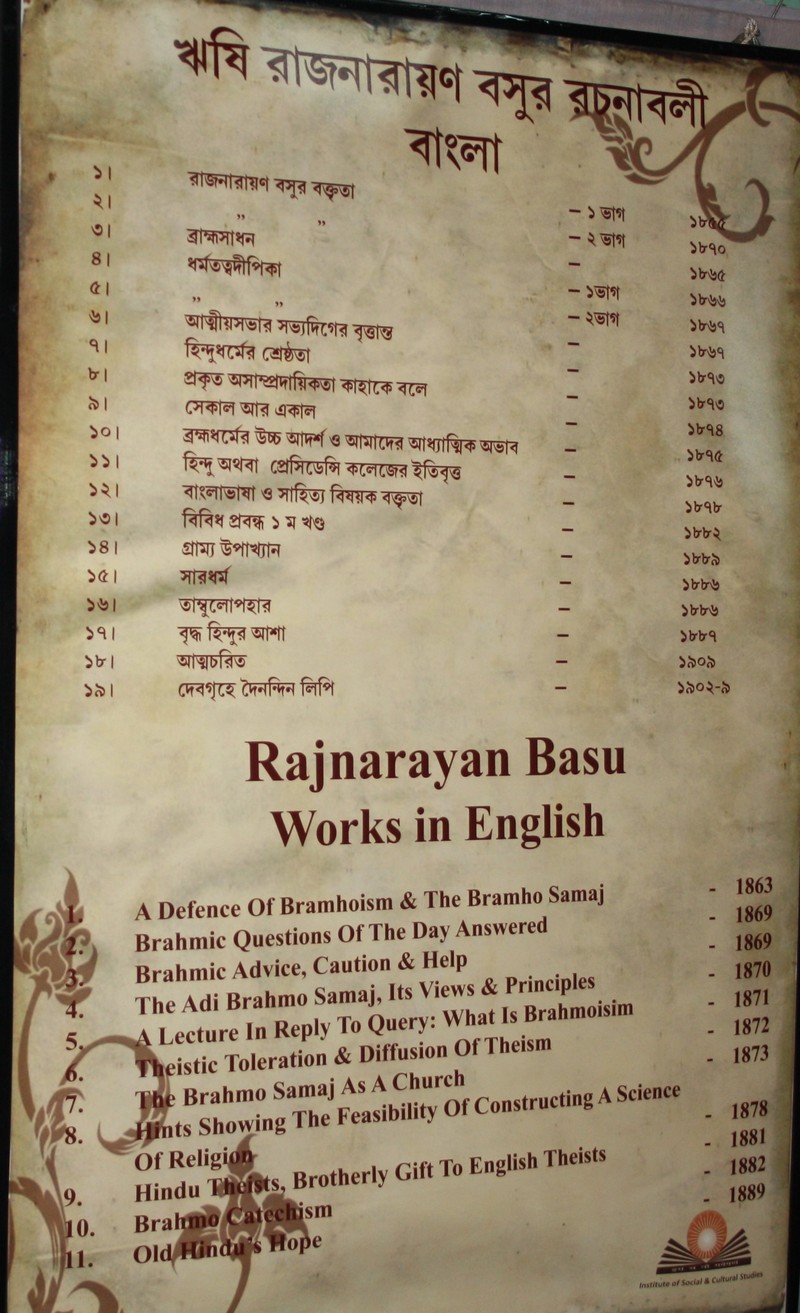 ঋষি রাজনারায়ণ বসুর রচনাবলী
বাংলা
১। রাজনারায়ণ বসুর বক্তৃতা – ১ ভাগ ১৮৫৫
২। ,, ,, – ২ ভাগ ১৮৭০
৩। ব্রাহ্মসাধন – ১৮৬৫
৪। ধর্মতত্বদীপিকা – ১ভাগ ১৮৬৬
৫। ,, ,, – ২ভাগ ১৮৬৭
৬। আত্মীয়সভার সভ্যদিগের বৃত্তান্ত – ১৮৬৭
৭। হিন্দুধর্মের শ্রেষ্ঠতা – ১৮৭৩
৮। প্রকৃত অসাম্প্রদায়িকতা কাহাকে বলে – ১৮৭৩
৯। সেকাল আর একাল – ১৮৭৪
১০। ব্রহ্মধর্মের উচ্চ আদর্শ ও আমাদের আধ্যাত্মিক অভাব – ১৮৭৫
১১। হিন্দু অথবা প্রেসিডেন্সি কলেজের ইতিবৃত্ত – ১৮৭৬
১২। বাংলাভাষা ও সাহিত্য বিষয়ক বক্তৃতা – ১৮৭৮
১৩। বিবিধ প্রবন্ধ ১ ম খণ্ড – ১৮৮২
১৪। গ্রাম্য উপাখ্যান – ১৮৮৯
১৫। সারধর্ম – ১৮৮৬
১৬। তাম্বুলোপহার – ১৮৮৬
১৭। বৃদ্ধ হিন্দুর আশা – ১৮৮৭
১৮। আত্মচরিত – ১৯০৯
১৯। দেবগৃহে দৈনন্দিন লিপি – ১৯০২-৯
Rajnarayan Basu
Works in English
1. A Defence Of Bramhoism & The Bramho Samaj - 1863
2. Brahmic Questions Of The Day Answered - 1869
3. Brahmic Advice, Caution & Help - 1869
4. The Adi Brahmo Samaj, Its Views & Principles - 1870
5. A Lecture In Reply To Query: What Is Brahmoisim - 1871
6. Theistic Toleration & Diffusion Of Theism - 1872
7. The Brahmo Samaj As A Church - 1873
8. Hints Showing The Feasibility Of Constructing A Science
Of Religion - 1878
9. Hindu Theists, Brotherly Gift To English Theists - 1881
10. Brahmo Catechism - 1882
11. Old Hindu's Hope - 1889
Institute of Social & Cultural Studies